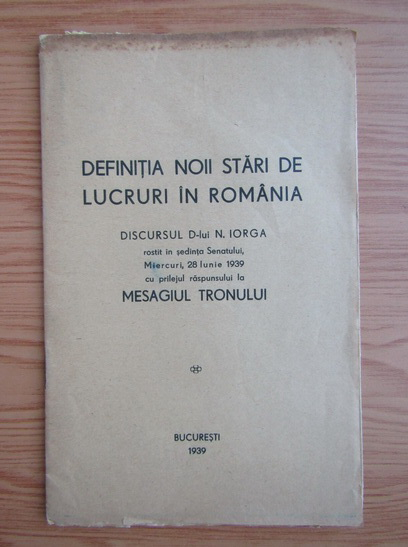 DEFINIȚIA NOII STĂRI DE
LUCRURI ÎN ROMÂNIA
DISCURSUL D-lui N. IORGA
rostit în ședința Senatului,
Miercuri, 28 Iunie 1939
cu prilejul răspunsului la
MESAGIUL TRONULUI
BUCUREȘTI
1939